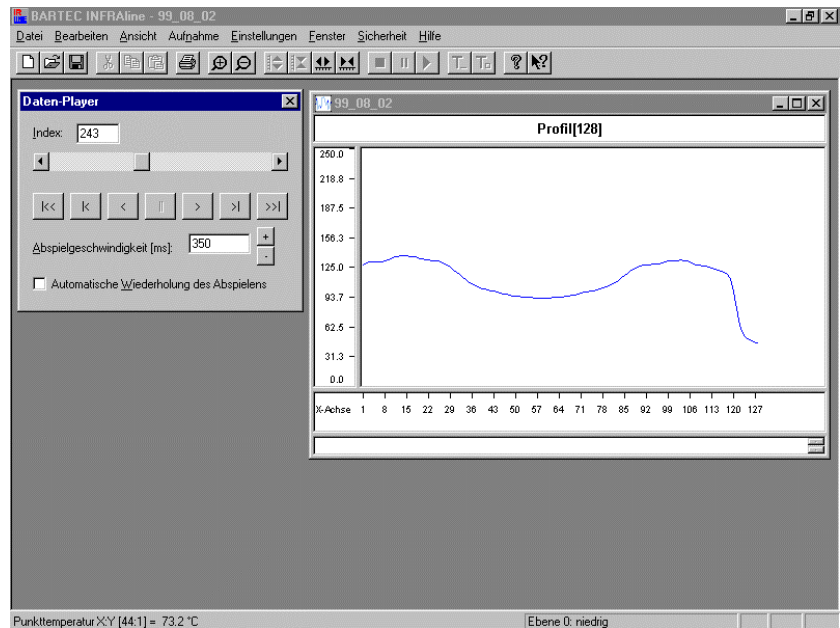 BARTEC INFRAline - 99_08_02
Datei Bearbeiten Ansicht Aufnahme Einstellungen Fenster Sicherheit Hilfe
Daten-Player
Index: 243
|<< |< < || > >| >>|
Abspielgeschwindigkeit [ms]: 350 + -
Automatische Wiederholung des Abspielens
99_08_02
Profil[128]
250.0
218.8
187.5
156.3
125.0
93.7
62.5
31.3
0.0
X-Achse 1 8 15 22 29 36 43 50 57 64 71 78 85 92 99 106 113 120 127
Punkttemperatur X:Y [44:1] = 73.2 °C Ebene 0: niedrig